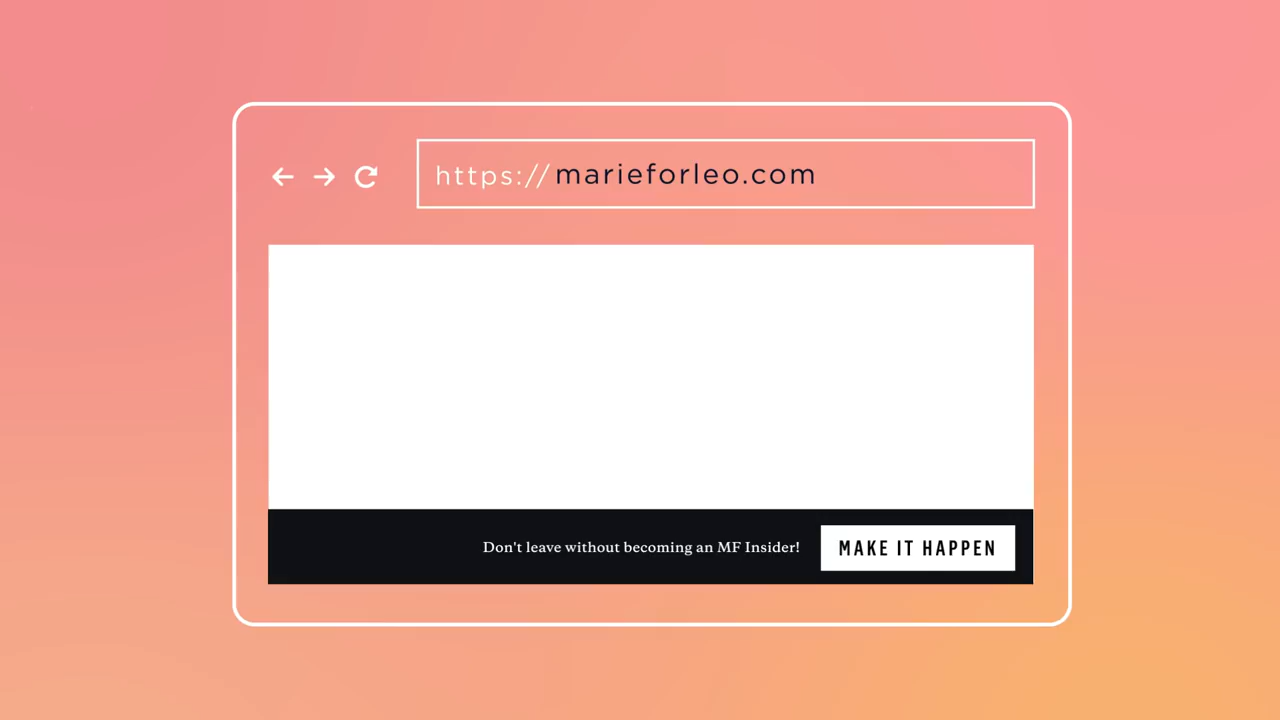 https://marieforleo.com
Don't leave without becoming an MF Insider!
MAKE IT HAPPEN